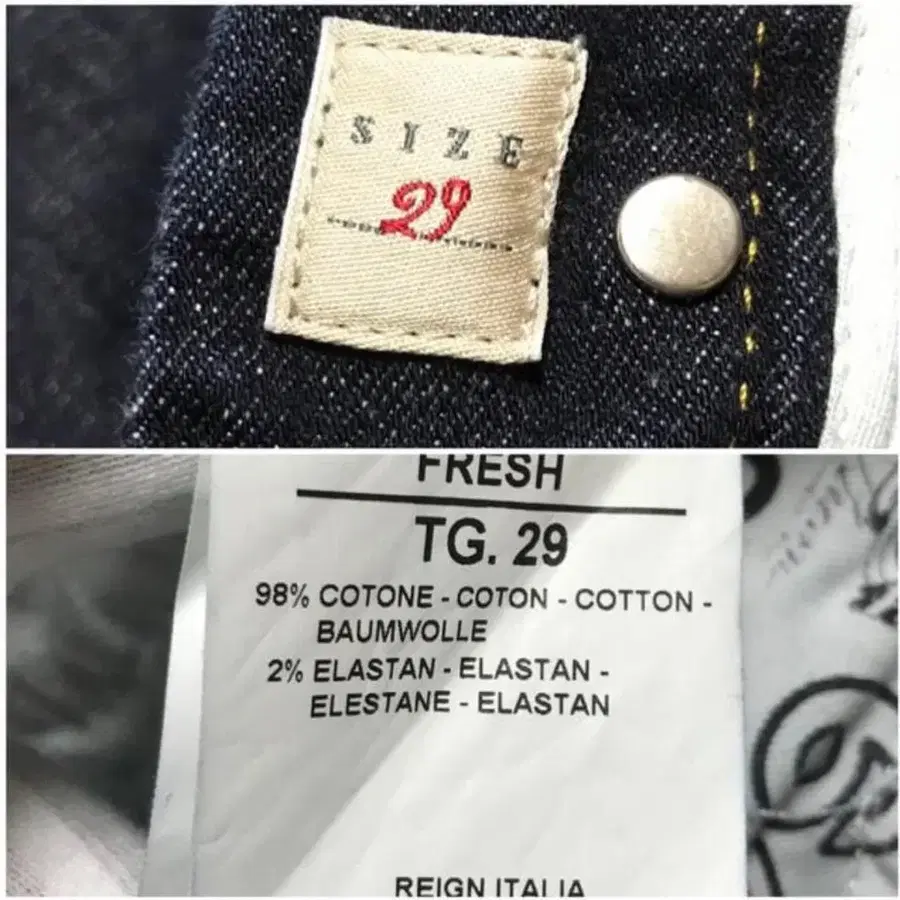 SIZE
29
FRESH
TG. 29
98% COTONE - COTON - COTTON -
BAUMWOLLE
2% ELASTAN - ELASTAN -
ELESTANE - ELASTAN
REIGN ITALIA